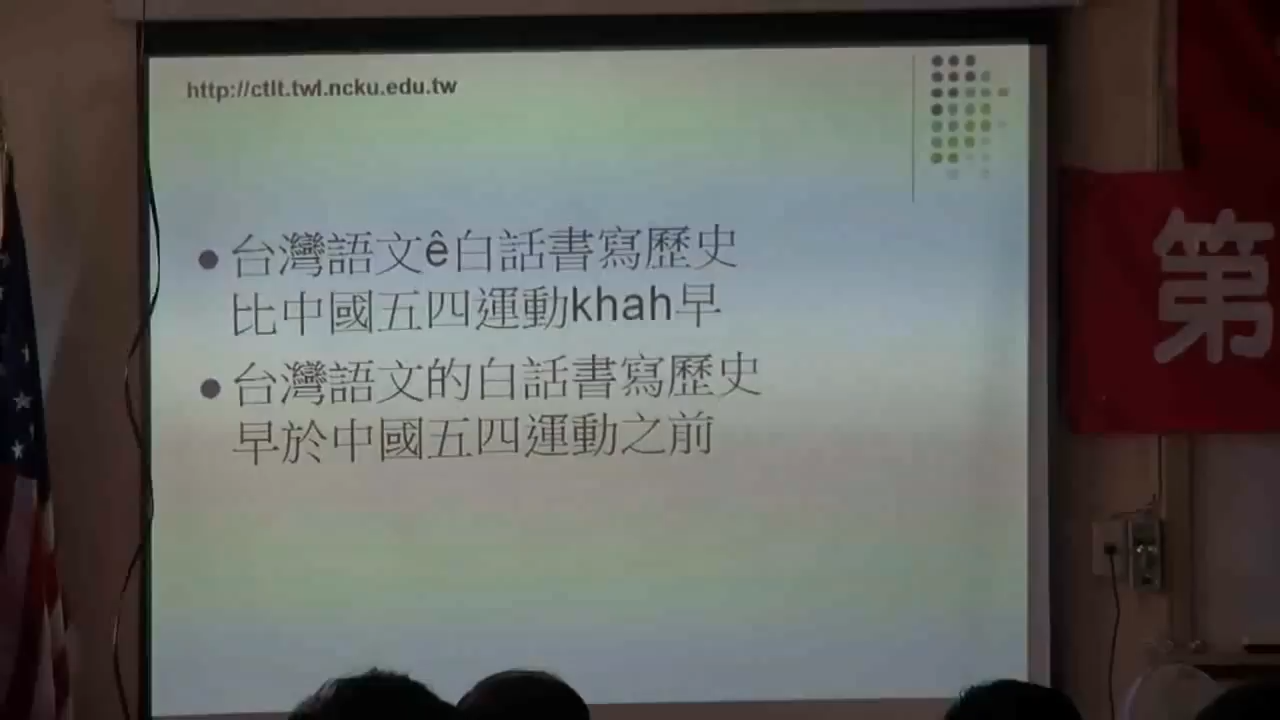 http://ctlt.twl.ncku.edu.tw
台灣語文ê白話書寫歷史
比中國五四運動khah早
台灣語文的白話書寫歷史
早於中國五四運動之前
第